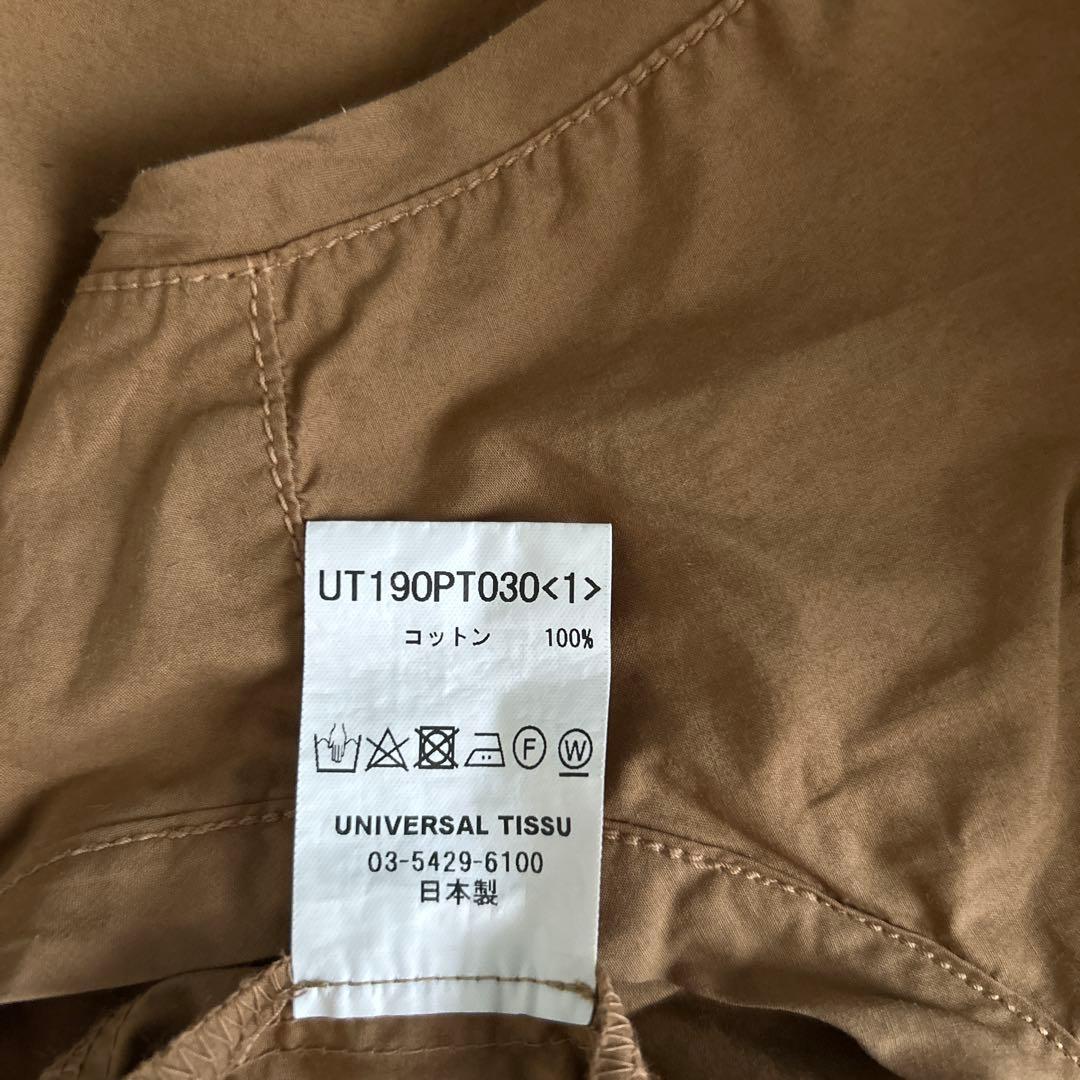 UT190PT030<1>
コットン 100%
F W
UNIVERSAL TISSU
03-5429-6100
日本製